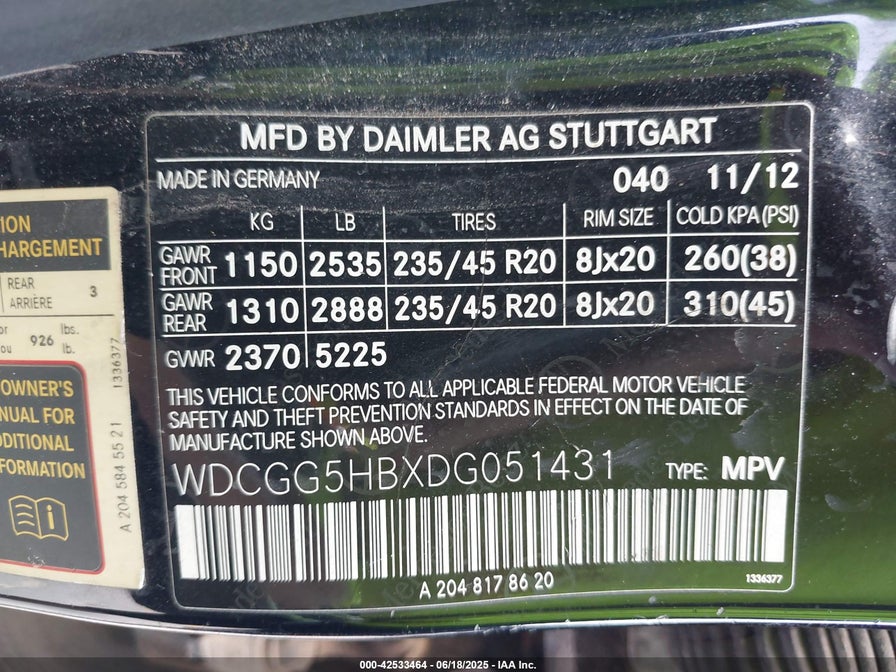 MFD BY DAIMLER AG STUTTGART
MADE IN GERMANY 040 11/12
KG LB TIRES RIM SIZE COLD KPA (PSI)
GAWR FRONT 1150 2535 235/45 R20 8Jx20 260(38)
GAWR REAR 1310 2888 235/45 R20 8Jx20 310(45)
GVWR 2370 5225
THIS VEHICLE CONFORMS TO ALL APPLICABLE FEDERAL MOTOR VEHICLE
SAFETY AND THEFT PREVENTION STANDARDS IN EFFECT ON THE DATE OF
MANUFACTURE SHOWN ABOVE.
WDCGG5HBXDG051431 TYPE: MPV
A 204 817 86 20
1336377
HARGEMENT
REAR
ARRIÈRE 3
926 lbs.
lb.
1336377
OWNER'S
FOR
A 204 584 55 21
000-42533464 - 06/18/2025 - IAA Inc.